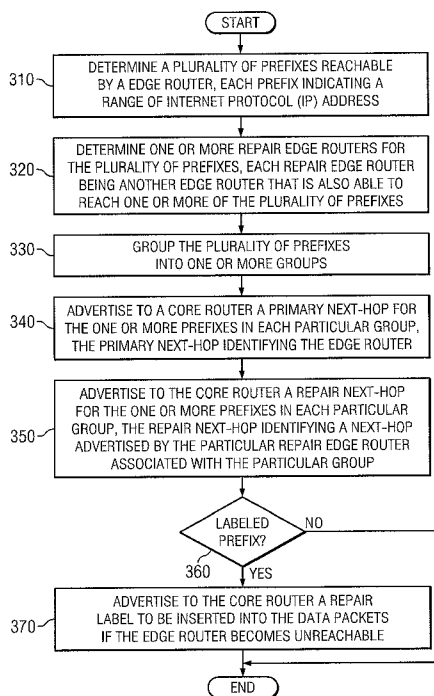 START
310
DETERMINE A PLURALITY OF PREFIXES REACHABLE
BY A EDGE ROUTER, EACH PREFIX INDICATING A
RANGE OF INTERNET PROTOCOL (IP) ADDRESS
320
DETERMINE ONE OR MORE REPAIR EDGE ROUTERS FOR
THE PLURALITY OF PREFIXES, EACH REPAIR EDGE ROUTER
BEING ANOTHER EDGE ROUTER THAT IS ALSO ABLE TO
REACH ONE OR MORE OF THE PLURALITY OF PREFIXES
330
GROUP THE PLURALITY OF PREFIXES
INTO ONE OR MORE GROUPS
340
ADVERTISE TO A CORE ROUTER A PRIMARY NEXT-HOP FOR
THE ONE OR MORE PREFIXES IN EACH PARTICULAR GROUP,
THE PRIMARY NEXT-HOP IDENTIFYING THE EDGE ROUTER
350
ADVERTISE TO THE CORE ROUTER A REPAIR NEXT-HOP
FOR THE ONE OR MORE PREFIXES IN EACH PARTICULAR
GROUP, THE REPAIR NEXT-HOP IDENTIFYING A NEXT-HOP
ADVERTISED BY THE PARTICULAR REPAIR EDGE ROUTER
ASSOCIATED WITH THE PARTICULAR GROUP
LABELED
PREFIX?
NO
360
YES
370
ADVERTISE TO THE CORE ROUTER A REPAIR
LABEL TO BE INSERTED INTO THE DATA PACKETS
IF THE EDGE ROUTER BECOMES UNREACHABLE
END